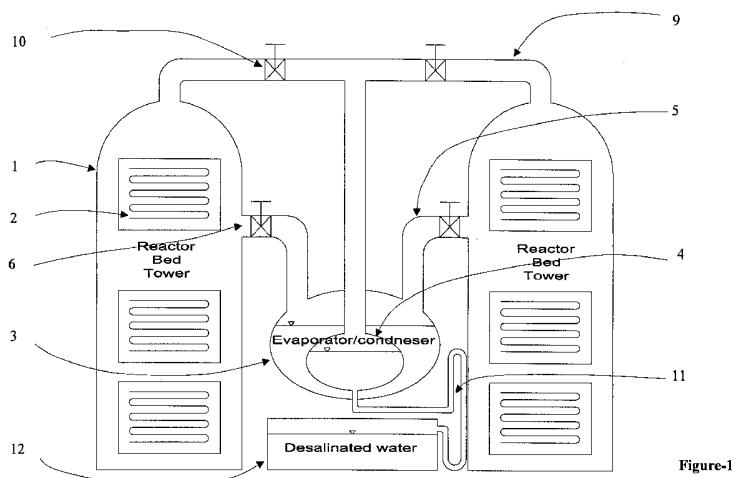 10
9
5
1
2
Reactor
Bed
Tower
Reactor
Bed
Tower
6
4
3
Evaporator/condneser
11
Desalinated water
12
Figure-1